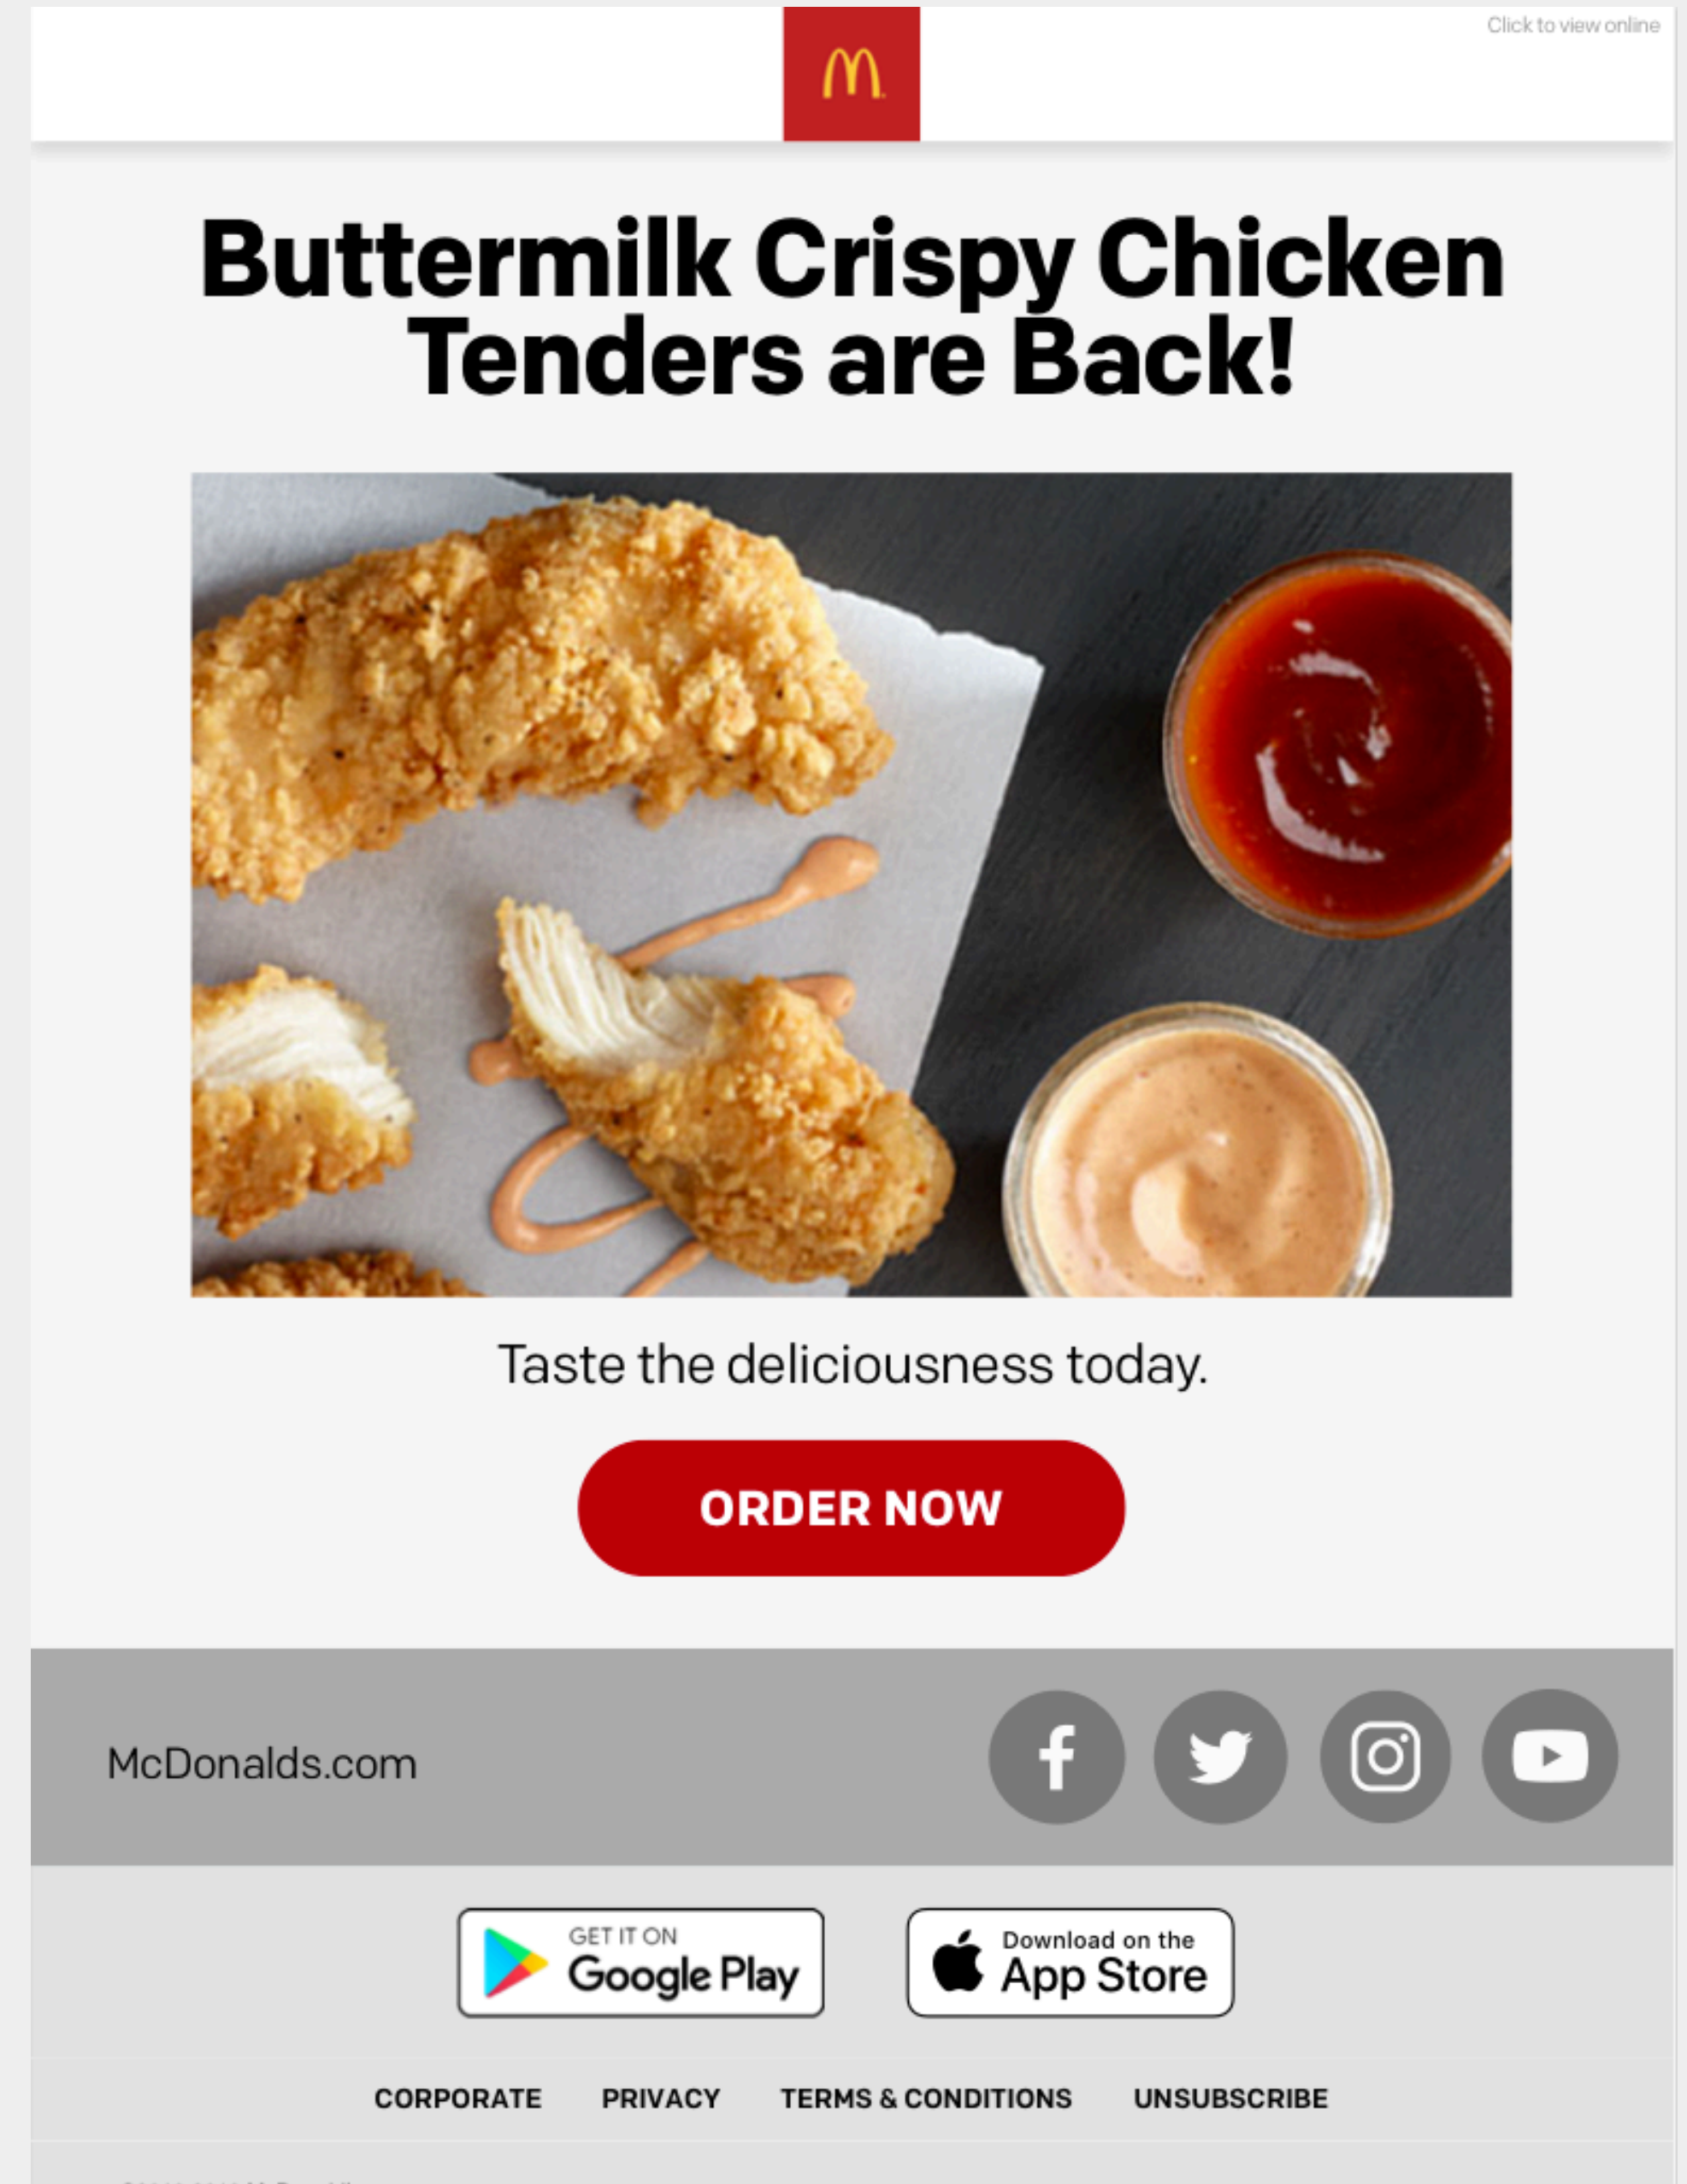 Click to view online
Buttermilk Crispy Chicken
Tenders are Back!
Taste the deliciousness today.
ORDER NOW
McDonalds.com
GET IT ON
Google Play
Download on the
App Store
CORPORATE PRIVACY TERMS & CONDITIONS UNSUBSCRIBE